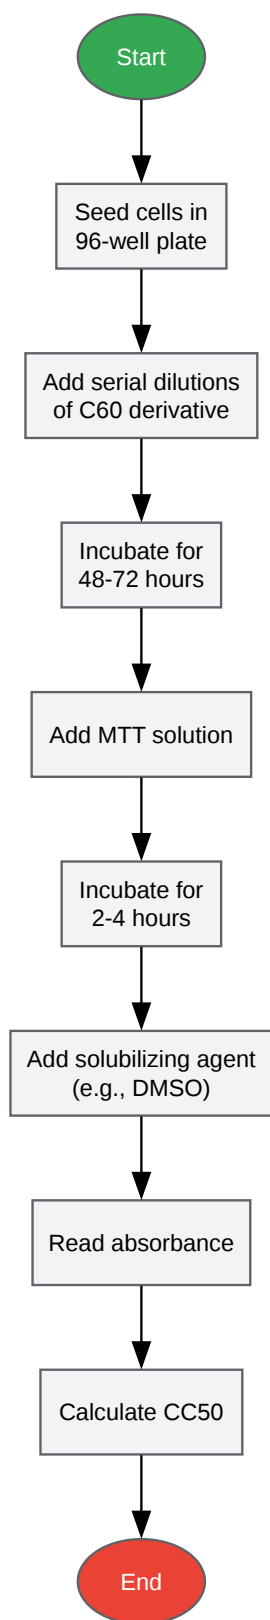 Start
Seed cells in
96-well plate
Add serial dilutions
of C60 derivative
Incubate for
48-72 hours
Add MTT solution
Incubate for
2-4 hours
Add solubilizing agent
(e.g., DMSO)
Read absorbance
Calculate CC50
End